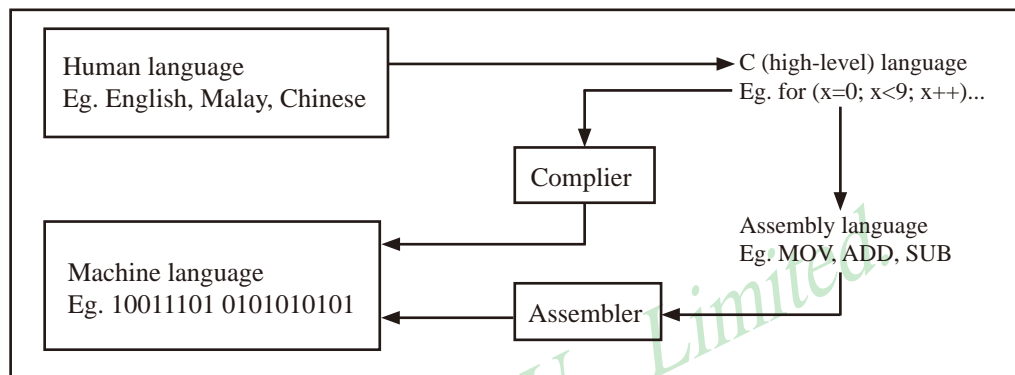 Human language
Eg. English, Malay, Chinese
C (high-level) language
Eg. for (x=0; x<9; x++)...
Complier
Assembly language
Eg. MOV, ADD, SUB
Machine language
Eg. 10011101 0101010101
Assembler
Limited.